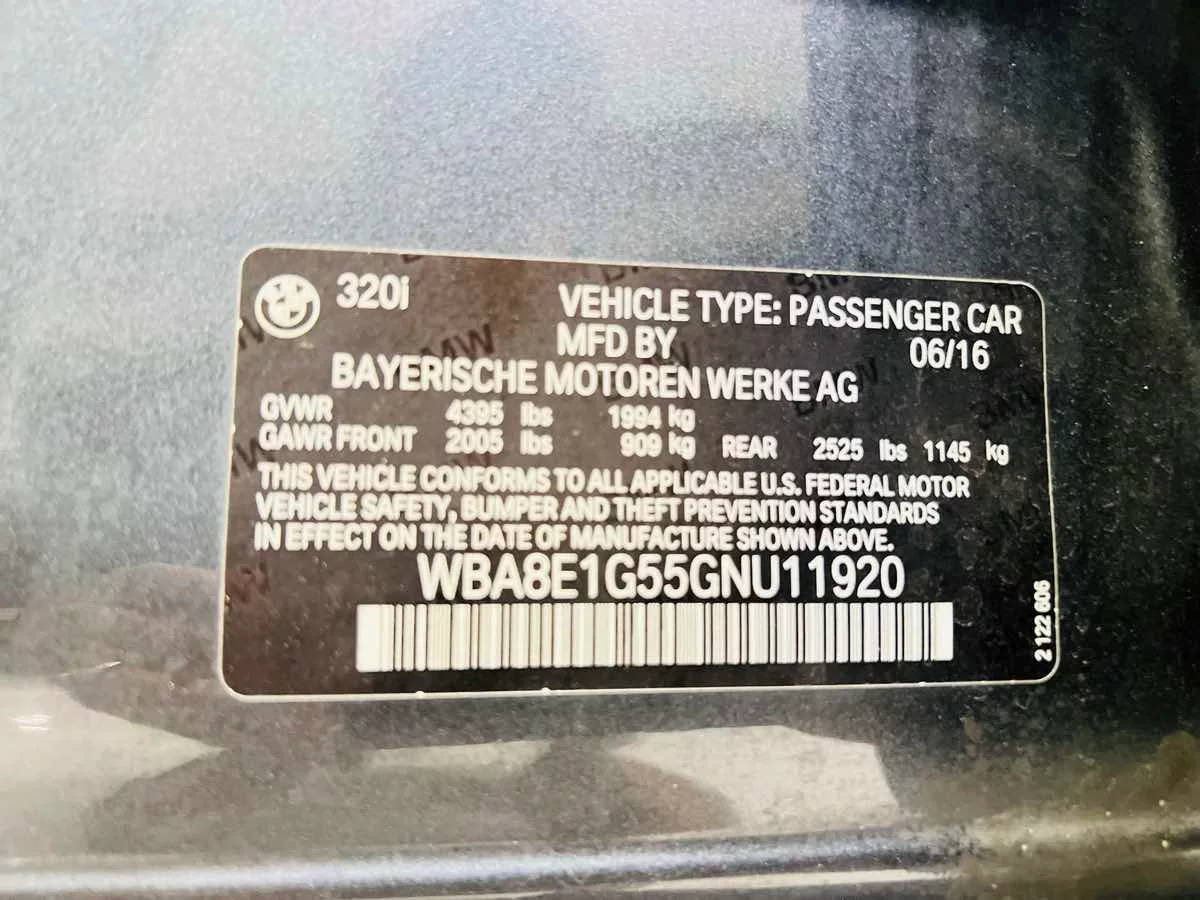 320i
VEHICLE TYPE: PASSENGER CAR
MFD BY 06/16
BAYERISCHE MOTOREN WERKE AG
GVWR 4395 lbs 1994 kg
GAWR FRONT 2005 lbs 909 kg REAR 2525 lbs 1145 kg
THIS VEHICLE CONFORMS TO ALL APPLICABLE U.S. FEDERAL MOTOR
VEHICLE SAFETY, BUMPER AND THEFT PREVENTION STANDARDS
IN EFFECT ON THE DATE OF MANUFACTURE SHOWN ABOVE.
WBA8E1G55GNU11920
2 122 606